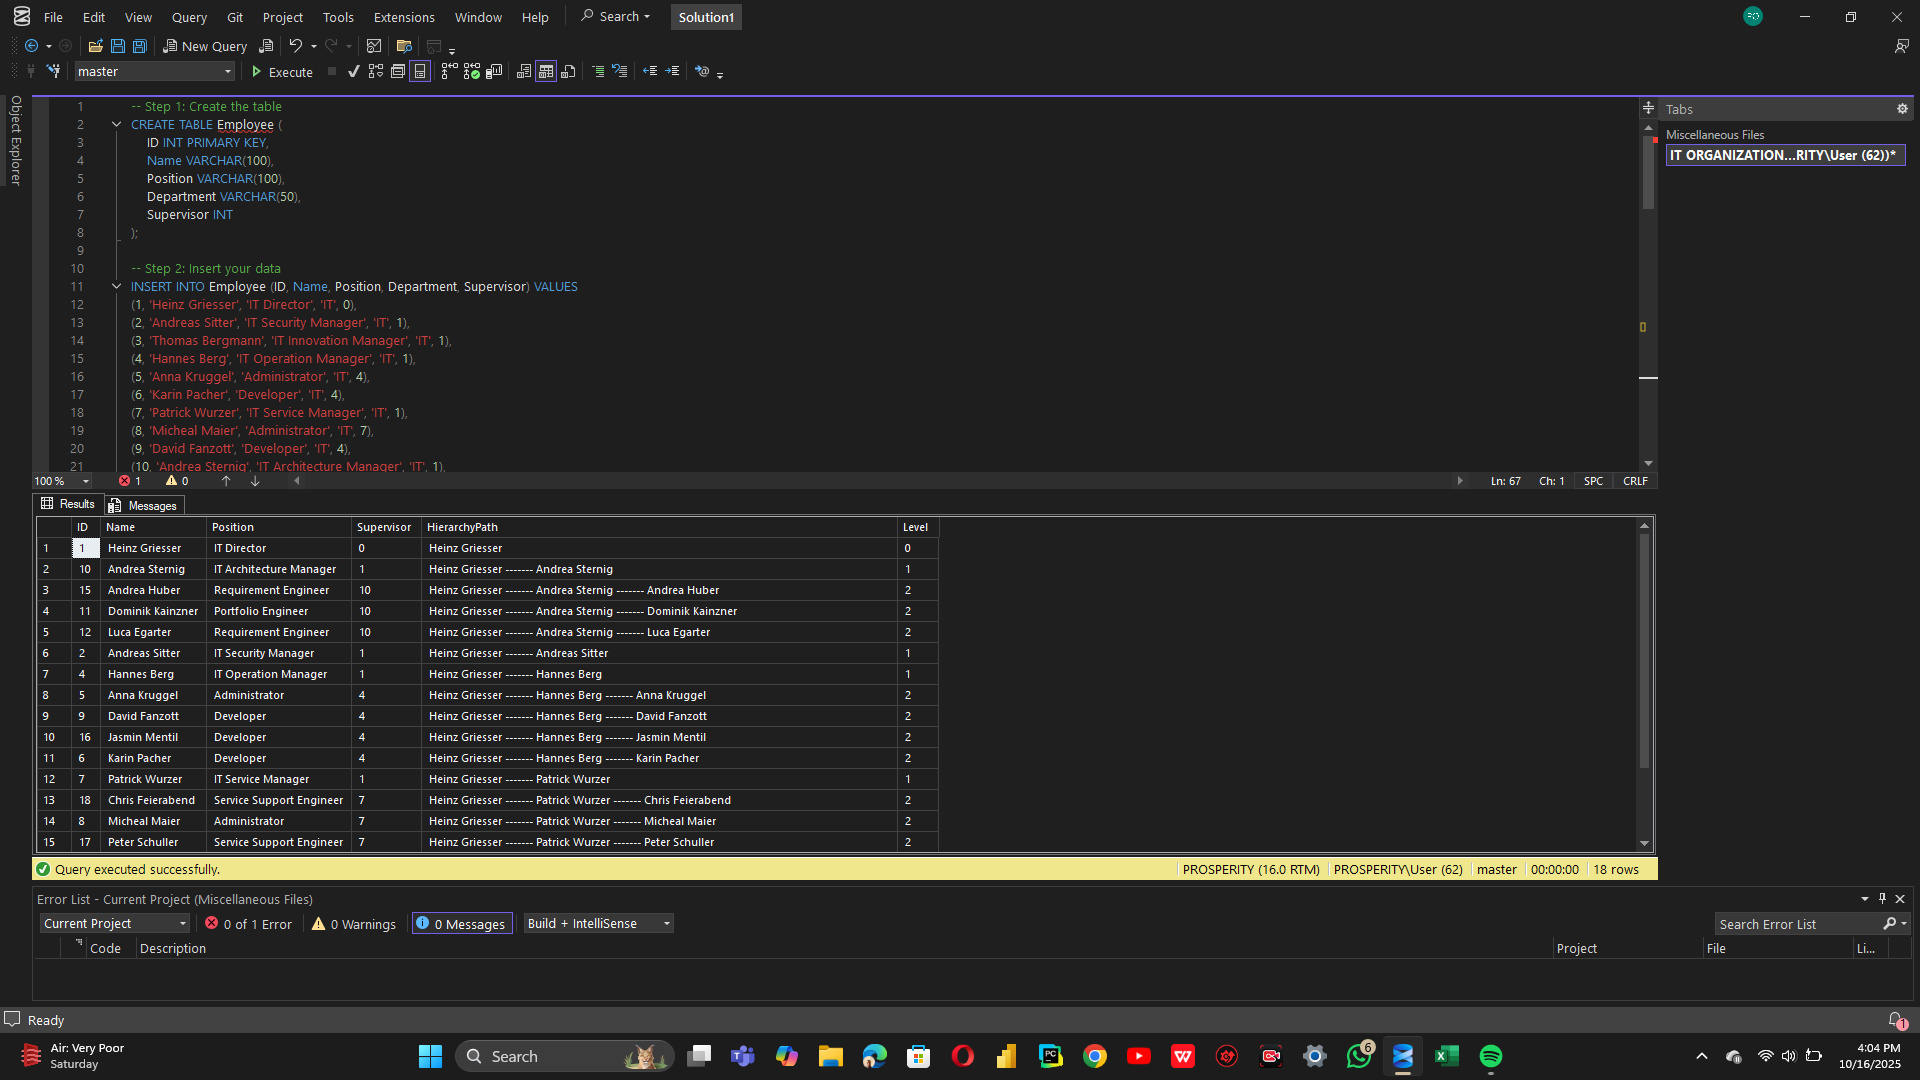 File Edit View Query Git Project Tools Extensions Window Help Search Solution1
New Query
master Execute
Object Explorer
1 -- Step 1: Create the table
2 CREATE TABLE Employee (
3 ID INT PRIMARY KEY,
4 Name VARCHAR(100),
5 Position VARCHAR(100),
6 Department VARCHAR(50),
7 Supervisor INT
8 );
9
10 -- Step 2: Insert your data
11 INSERT INTO Employee (ID, Name, Position, Department, Supervisor) VALUES
12 (1, 'Heinz Griesser', 'IT Director', 'IT', 0),
13 (2, 'Andreas Sitter', 'IT Security Manager', 'IT', 1),
14 (3, 'Thomas Bergmann', 'IT Innovation Manager', 'IT', 1),
15 (4, 'Hannes Berg', 'IT Operation Manager', 'IT', 1),
16 (5, 'Anna Kruggel', 'Administrator', 'IT', 4),
17 (6, 'Karin Pacher', 'Developer', 'IT', 4),
18 (7, 'Patrick Wurzer', 'IT Service Manager', 'IT', 1),
19 (8, 'Micheal Maier', 'Administrator', 'IT', 7),
20 (9, 'David Fanzott', 'Developer', 'IT', 4),
21 (10, 'Andrea Sternig', 'IT Architecture Manager', 'IT', 1),
Tabs
Miscellaneous Files
IT ORGANIZATION...RITY\User (62))*
100 % 1 0 Ln: 67 Ch: 1 SPC CRLF
Results Messages
ID Name Position Supervisor HierarchyPath Level
1 1 Heinz Griesser IT Director 0 Heinz Griesser 0
2 10 Andrea Sternig IT Architecture Manager 1 Heinz Griesser ------- Andrea Sternig 1
3 15 Andrea Huber Requirement Engineer 10 Heinz Griesser ------- Andrea Sternig ------- Andrea Huber 2
4 11 Dominik Kainzner Portfolio Engineer 10 Heinz Griesser ------- Andrea Sternig ------- Dominik Kainzner 2
5 12 Luca Egarter Requirement Engineer 10 Heinz Griesser ------- Andrea Sternig ------- Luca Egarter 2
6 2 Andreas Sitter IT Security Manager 1 Heinz Griesser ------- Andreas Sitter 1
7 4 Hannes Berg IT Operation Manager 1 Heinz Griesser ------- Hannes Berg 1
8 5 Anna Kruggel Administrator 4 Heinz Griesser ------- Hannes Berg ------- Anna Kruggel 2
9 9 David Fanzott Developer 4 Heinz Griesser ------- Hannes Berg ------- David Fanzott 2
10 16 Jasmin Mentil Developer 4 Heinz Griesser ------- Hannes Berg ------- Jasmin Mentil 2
11 6 Karin Pacher Developer 4 Heinz Griesser ------- Hannes Berg ------- Karin Pacher 2
12 7 Patrick Wurzer IT Service Manager 1 Heinz Griesser ------- Patrick Wurzer 1
13 18 Chris Feierabend Service Support Engineer 7 Heinz Griesser ------- Patrick Wurzer ------- Chris Feierabend 2
14 8 Micheal Maier Administrator 7 Heinz Griesser ------- Patrick Wurzer ------- Micheal Maier 2
15 17 Peter Schuller Service Support Engineer 7 Heinz Griesser ------- Patrick Wurzer ------- Peter Schuller 2
Query executed successfully. PROSPERITY (16.0 RTM) PROSPERITY\User (62) master 00:00:00 18 rows
Error List - Current Project (Miscellaneous Files)
Current Project 0 of 1 Error 0 Warnings 0 Messages Build + IntelliSense Search Error List
Code Description Project File Li...
Ready 1
Air: Very Poor
Saturday
Search
PC
6
4:04 PM
10/16/2025